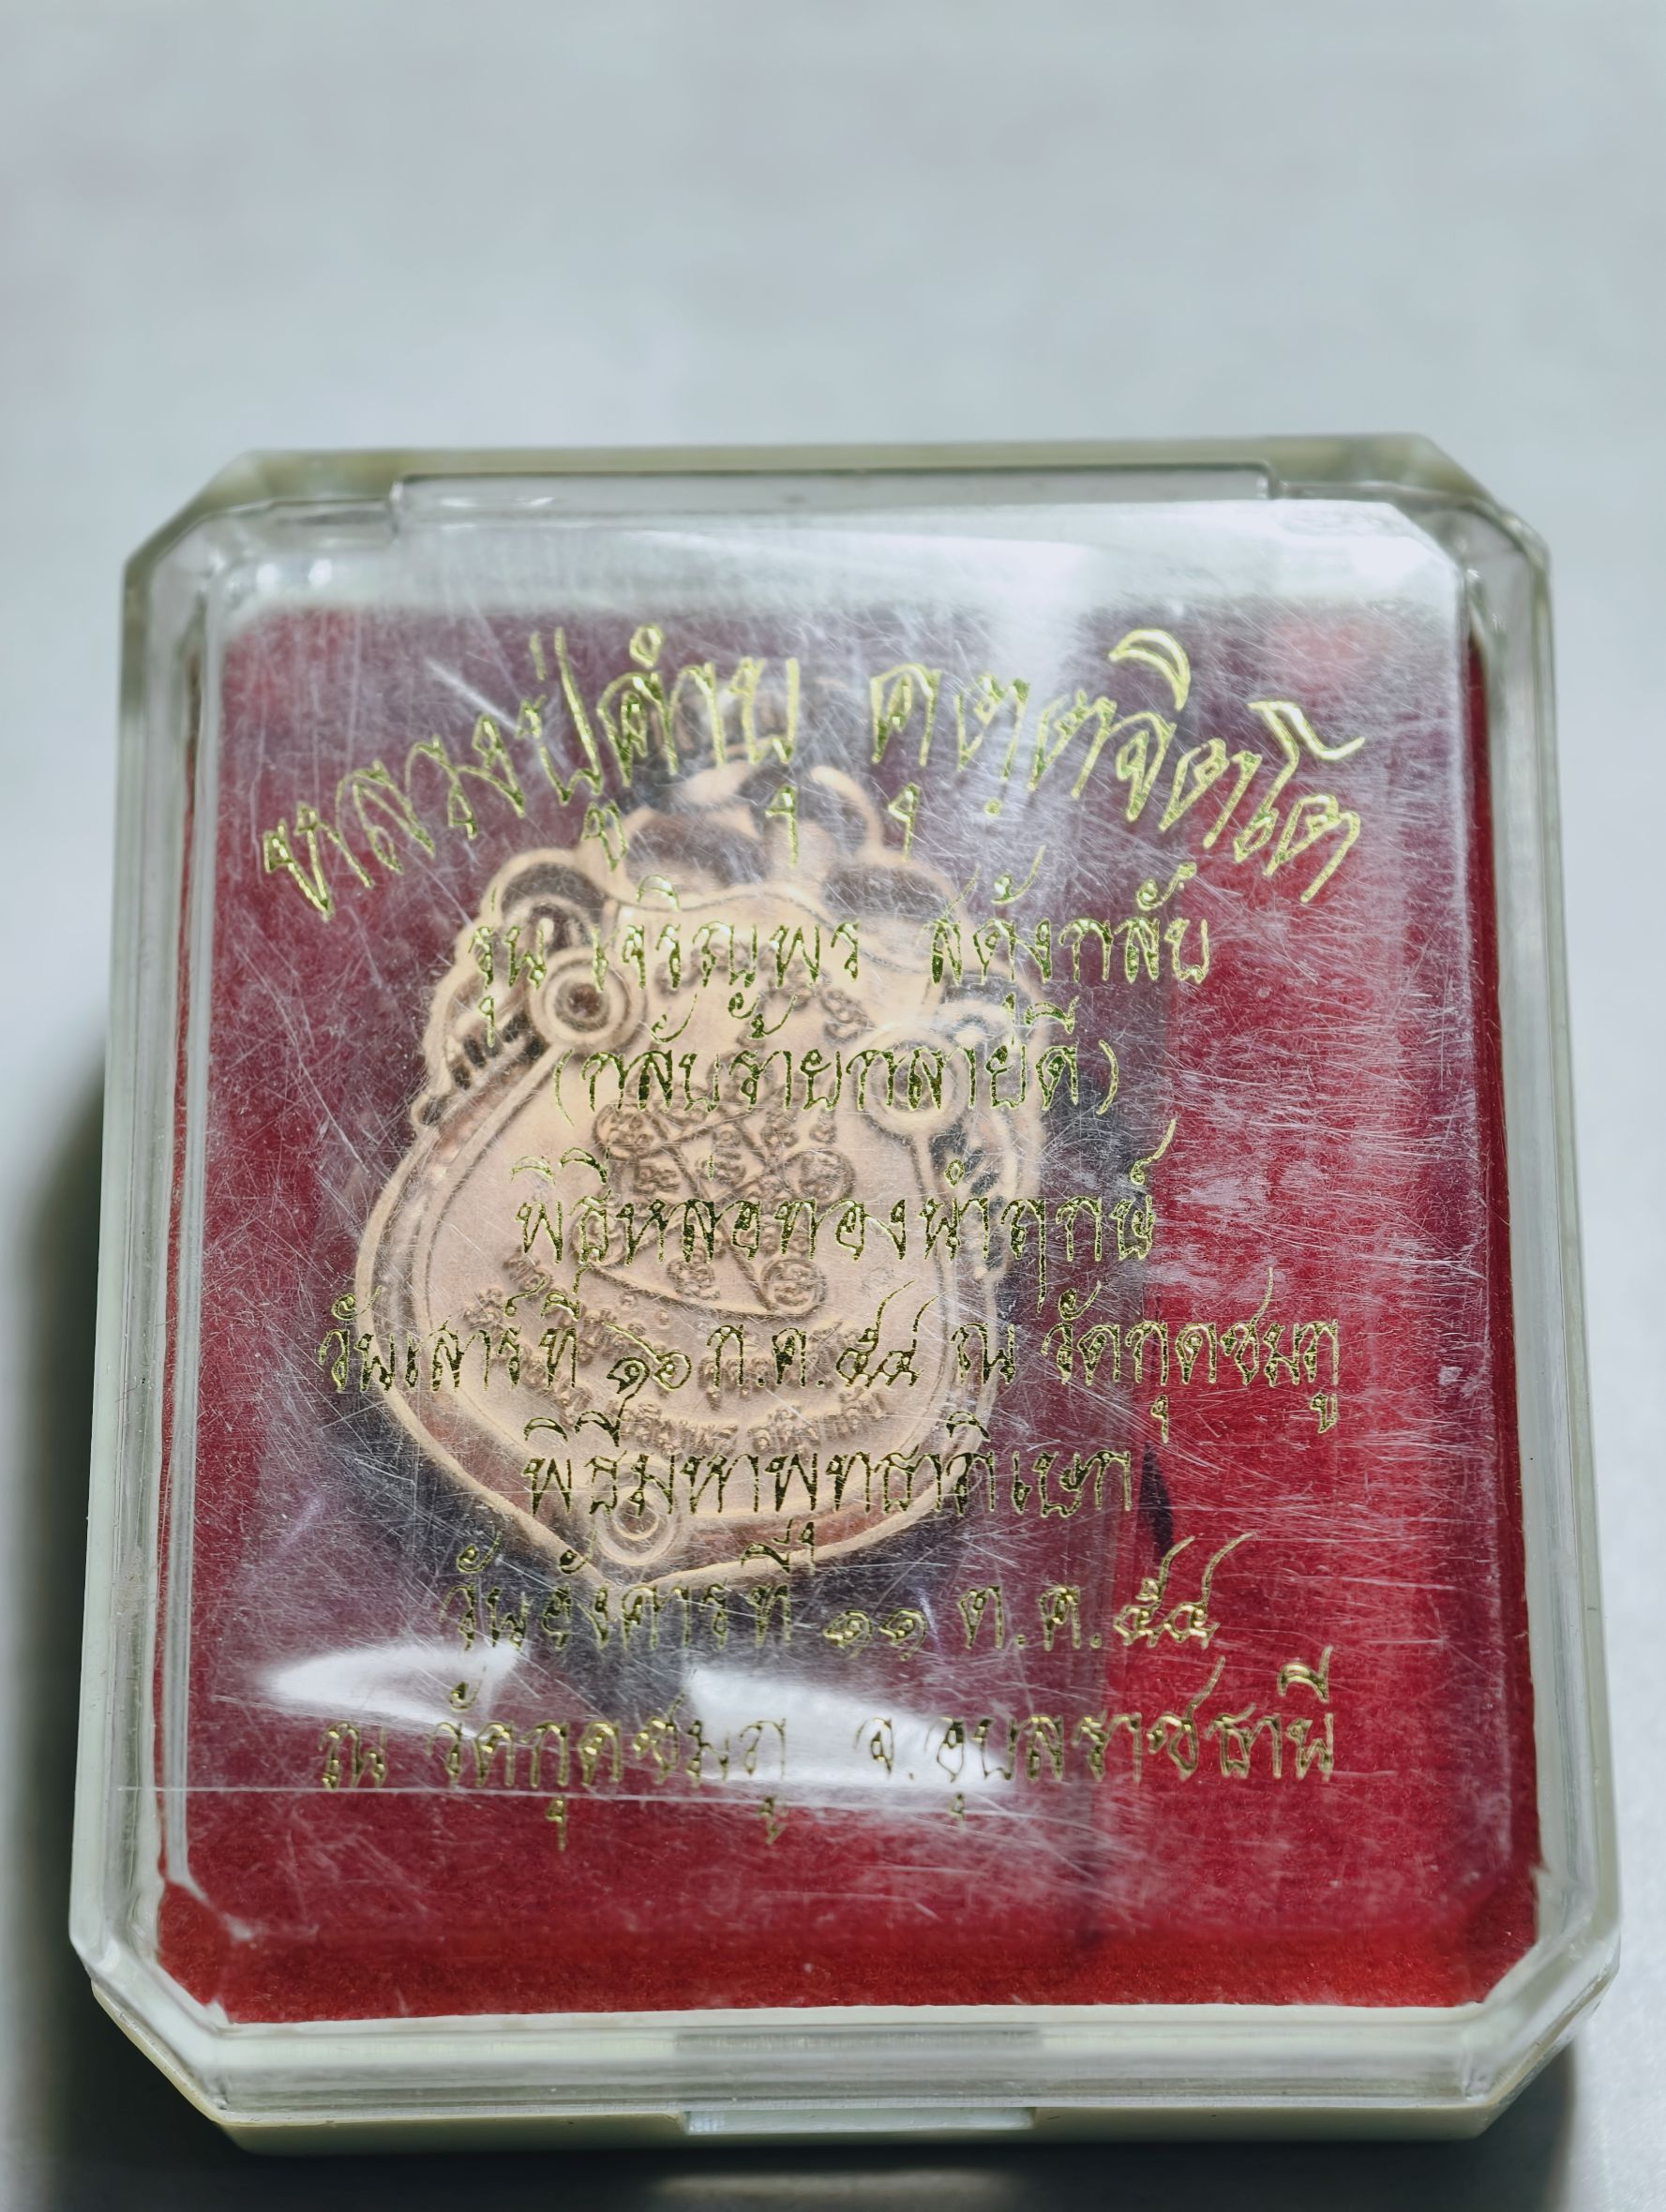 หลวงปู่คำบุ คุตฺตจิตฺโต
รุ่น เจริญพร สตังกลับ
(กลับร้ายกลายเป็นดี)
พิธีหล่อทองนำฤกษ์
วันเสาร์ที่ ๑๖ ก.ค. ๕๔ ณ วัดกุดชมภู
พิธีมหาพุทธาภิเษก
วันอังคารที่ ๑๑ ต.ค. ๕๔
ณ วัดกุดชมภู จ.อุบลราชธานี